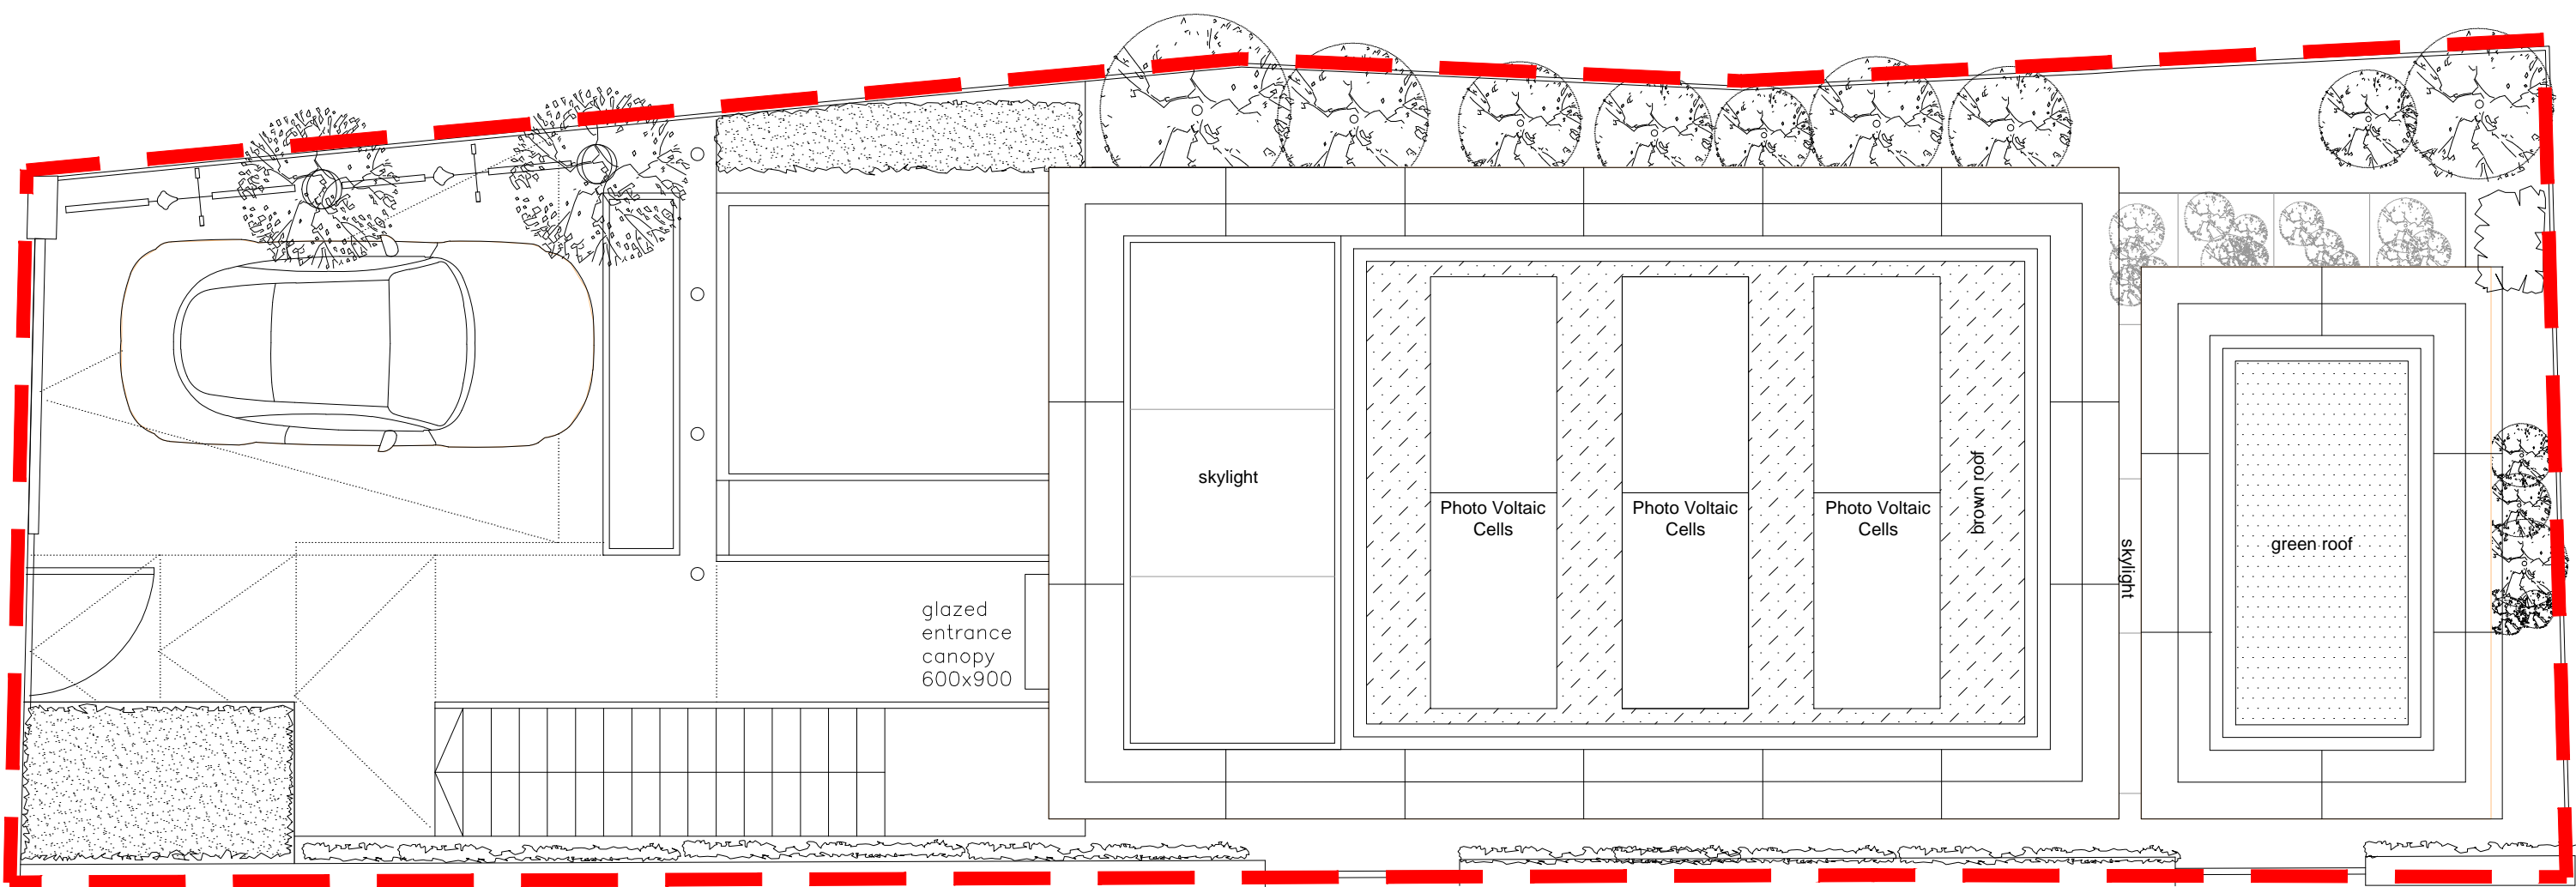 glazed
entrance
canopy
600x900
skylight
Photo Voltaic
Cells
Photo Voltaic
Cells
Photo Voltaic
Cells
brown roof
skylight
green roof